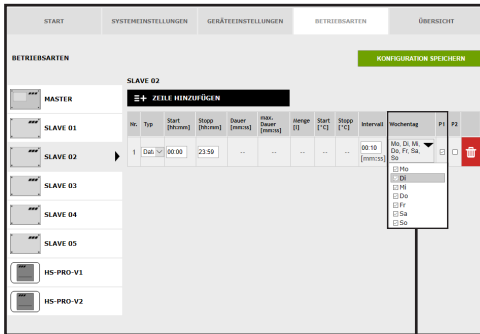 START SYSTEMEINSTELLUNGEN GERÄTEEINSTELLUNGEN BETRIEBSARTEN ÜBERSICHT
BETRIEBSARTEN
KONFIGURATION SPEICHERN
MASTER
SLAVE 01
SLAVE 02
SLAVE 03
SLAVE 04
SLAVE 05
HS-PRO-V1
HS-PRO-V2
SLAVE 02
ZEILE HINZUFÜGEN
Nr. Typ Start [hh:mm] Stopp [hh:mm] Dauer [mm:ss] max. Dauer [mm:ss] Menge [l] Start [°C] Stopp [°C] Intervall Wochentag P1 P2
1 Dat 00:00 23:59 -- -- -- -- -- 00:10 [mm:ss] Mo, Di, Mi, Do, Fr, Sa, So
Mo
Di
Mi
Do
Fr
Sa
So